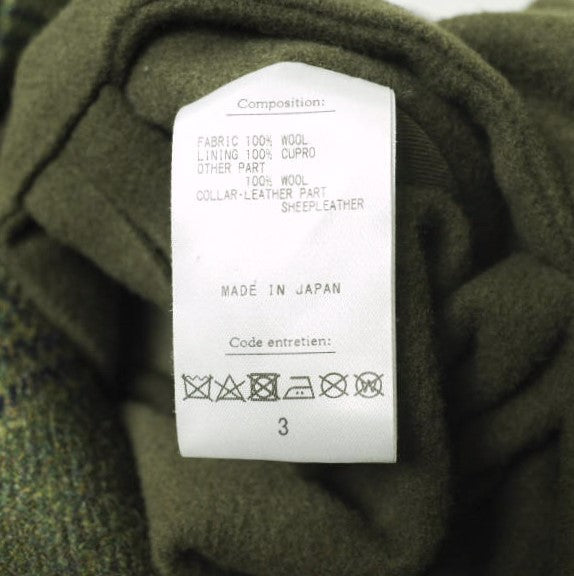 Composition:
FABRIC 100% WOOL
LINING 100% CUPRO
OTHER PART
100% WOOL
COLLAR-LEATHER PART
SHEEPLEATHER
MADE IN JAPAN
Code entretien:
3